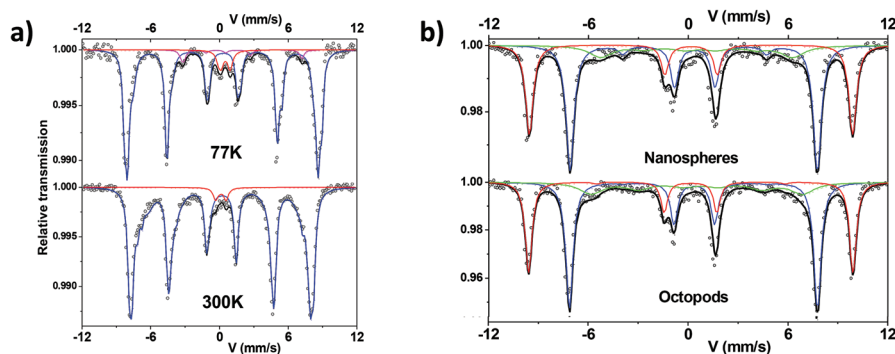 a)
V (mm/s)
-12 -6 0 6 12
1.000
0.995
0.990
77K
1.000
0.995
0.990
300K
Relative transmission
-12 -6 0 6 12
V (mm/s)
b)
V (mm/s)
-12 -6 0 6 12
1.00
0.98
Nanospheres
1.00
0.98
0.96
Octopods
-12 -6 0 6 12
V (mm/s)